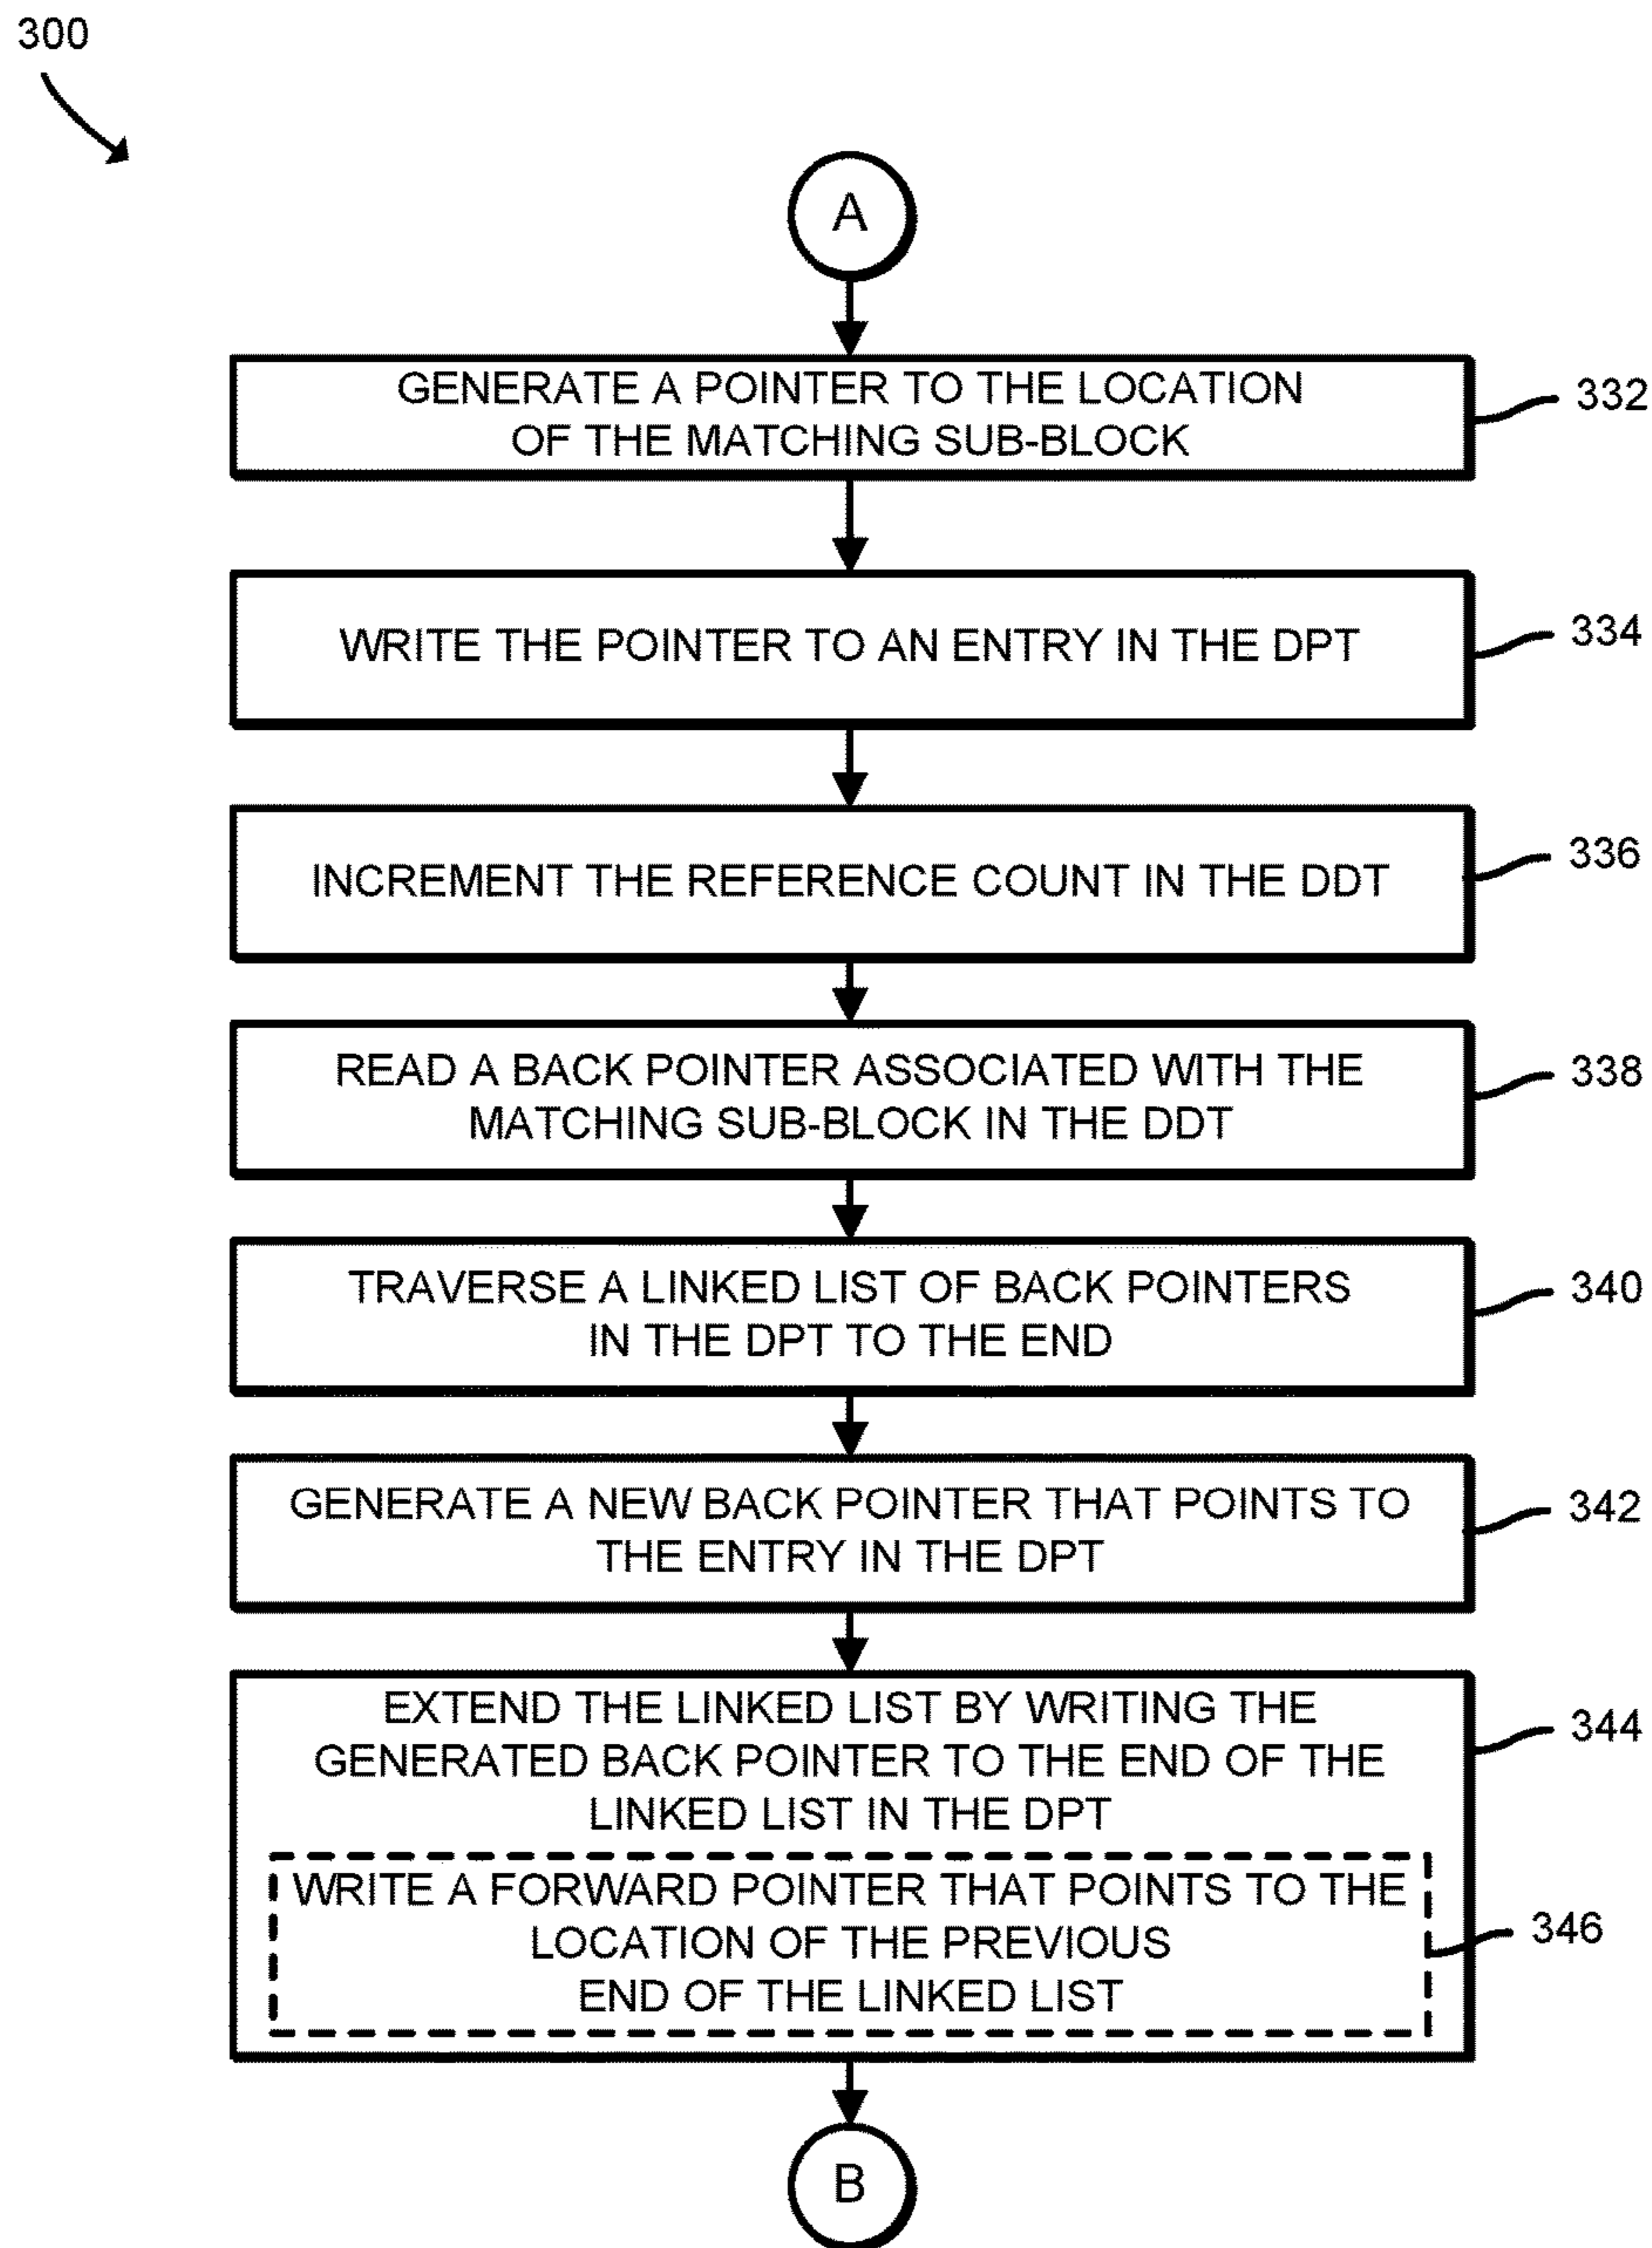 300
A
GENERATE A POINTER TO THE LOCATION
OF THE MATCHING SUB-BLOCK
332
WRITE THE POINTER TO AN ENTRY IN THE DPT
334
INCREMENT THE REFERENCE COUNT IN THE DDT
336
READ A BACK POINTER ASSOCIATED WITH THE
MATCHING SUB-BLOCK IN THE DDT
338
TRAVERSE A LINKED LIST OF BACK POINTERS
IN THE DPT TO THE END
340
GENERATE A NEW BACK POINTER THAT POINTS TO
THE ENTRY IN THE DPT
342
EXTEND THE LINKED LIST BY WRITING THE
GENERATED BACK POINTER TO THE END OF THE
LINKED LIST IN THE DPT
344
WRITE A FORWARD POINTER THAT POINTS TO THE
LOCATION OF THE PREVIOUS
END OF THE LINKED LIST
346
B